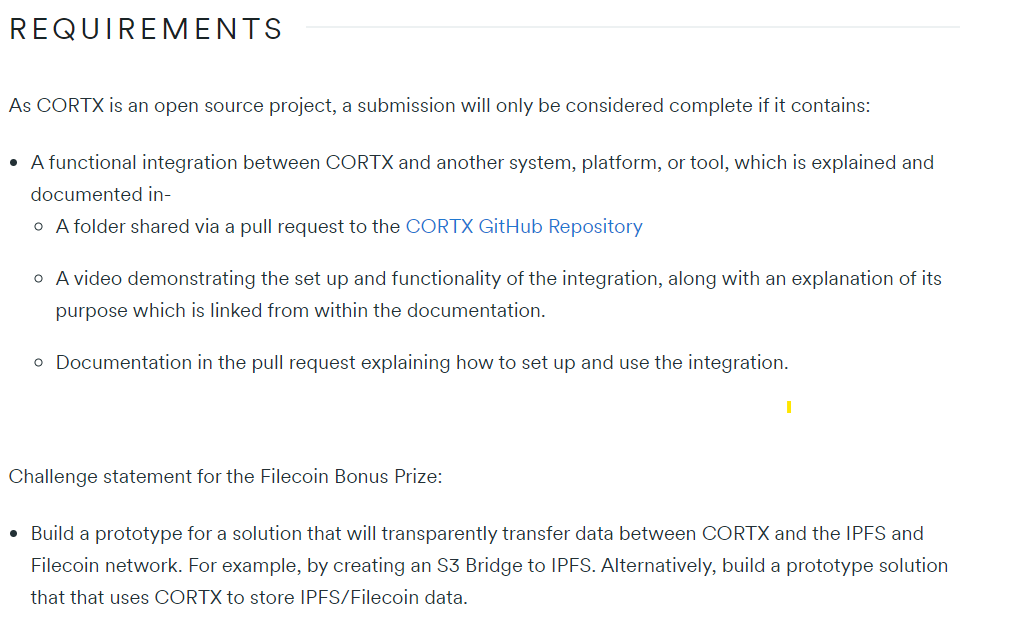 REQUIREMENTS
As CORTX is an open source project, a submission will only be considered complete if it contains:
A functional integration between CORTX and another system, platform, or tool, which is explained and
documented in-
A folder shared via a pull request to the CORTX GitHub Repository
A video demonstrating the set up and functionality of the integration, along with an explanation of its
purpose which is linked from within the documentation.
Documentation in the pull request explaining how to set up and use the integration.
Challenge statement for the Filecoin Bonus Prize:
Build a prototype for a solution that will transparently transfer data between CORTX and the IPFS and
Filecoin network. For example, by creating an S3 Bridge to IPFS. Alternatively, build a prototype solution
that that uses CORTX to store IPFS/Filecoin data.